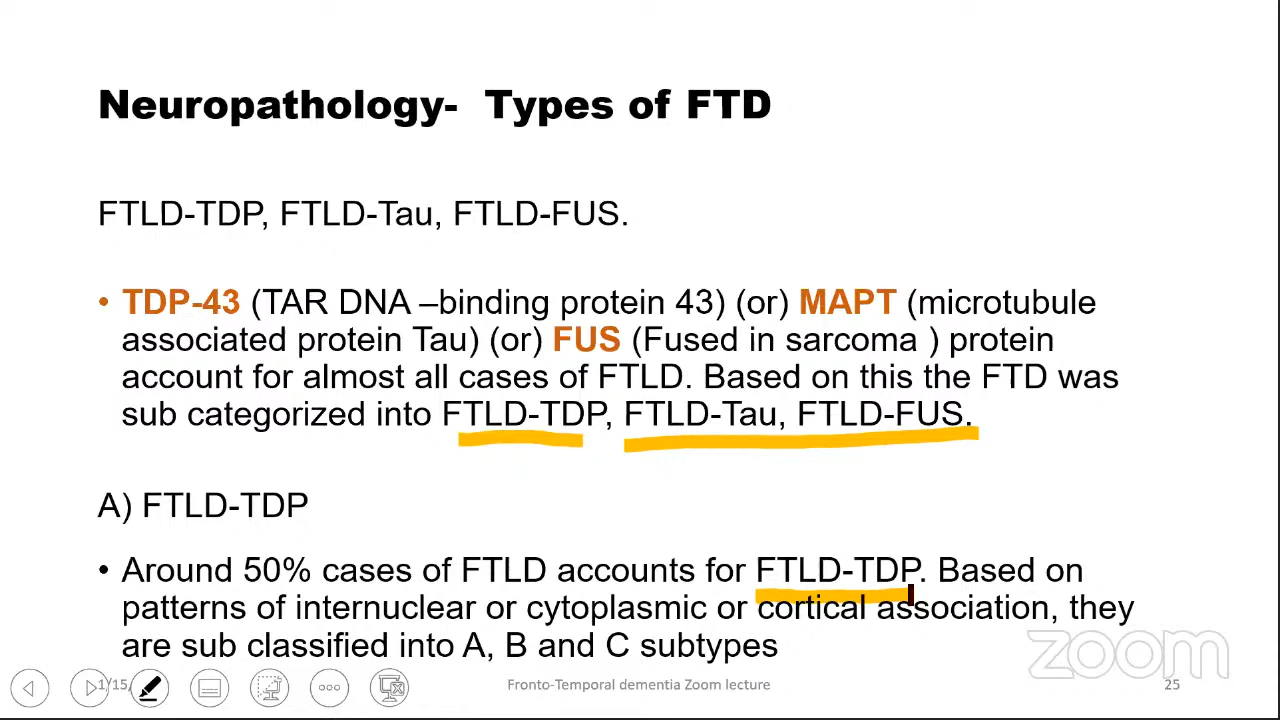 Neuropathology- Types of FTD
FTLD-TDP, FTLD-Tau, FTLD-FUS.
• TDP-43 (TAR DNA –binding protein 43) (or) MAPT (microtubule
associated protein Tau) (or) FUS (Fused in sarcoma ) protein
account for almost all cases of FTLD. Based on this the FTD was
sub categorized into FTLD-TDP, FTLD-Tau, FTLD-FUS.
A) FTLD-TDP
• Around 50% cases of FTLD accounts for FTLD-TDP. Based on
patterns of internuclear or cytoplasmic or cortical association, they
are sub classified into A, B and C subtypes
zoom
1/15, Fronto-Temporal dementia Zoom lecture 25